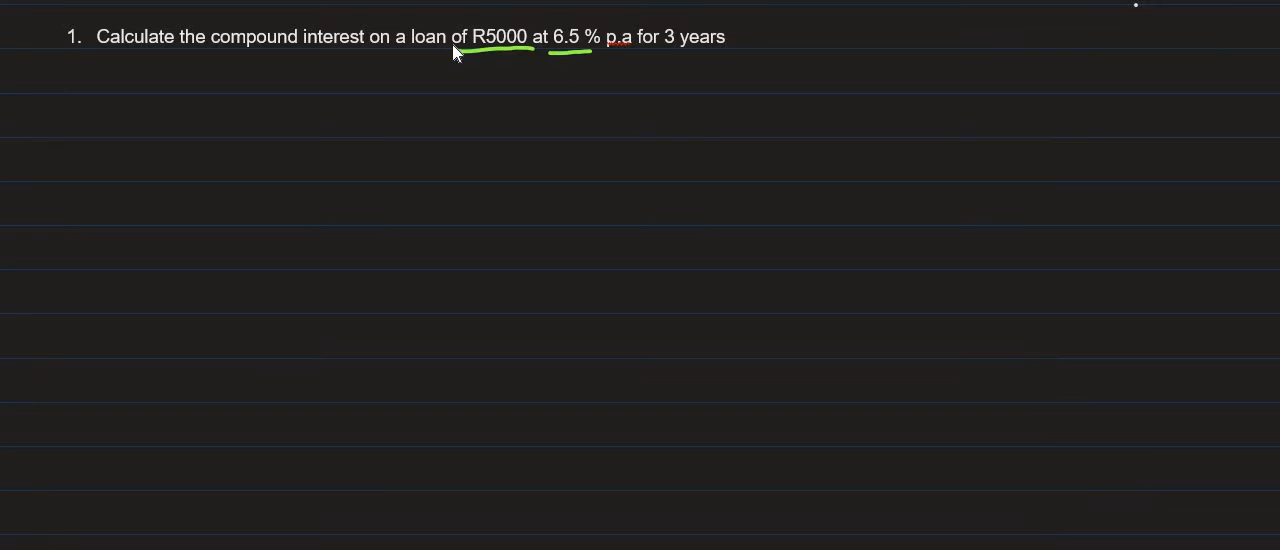 1. Calculate the compound interest on a loan of R5000 at 6.5 % p.a for 3 years